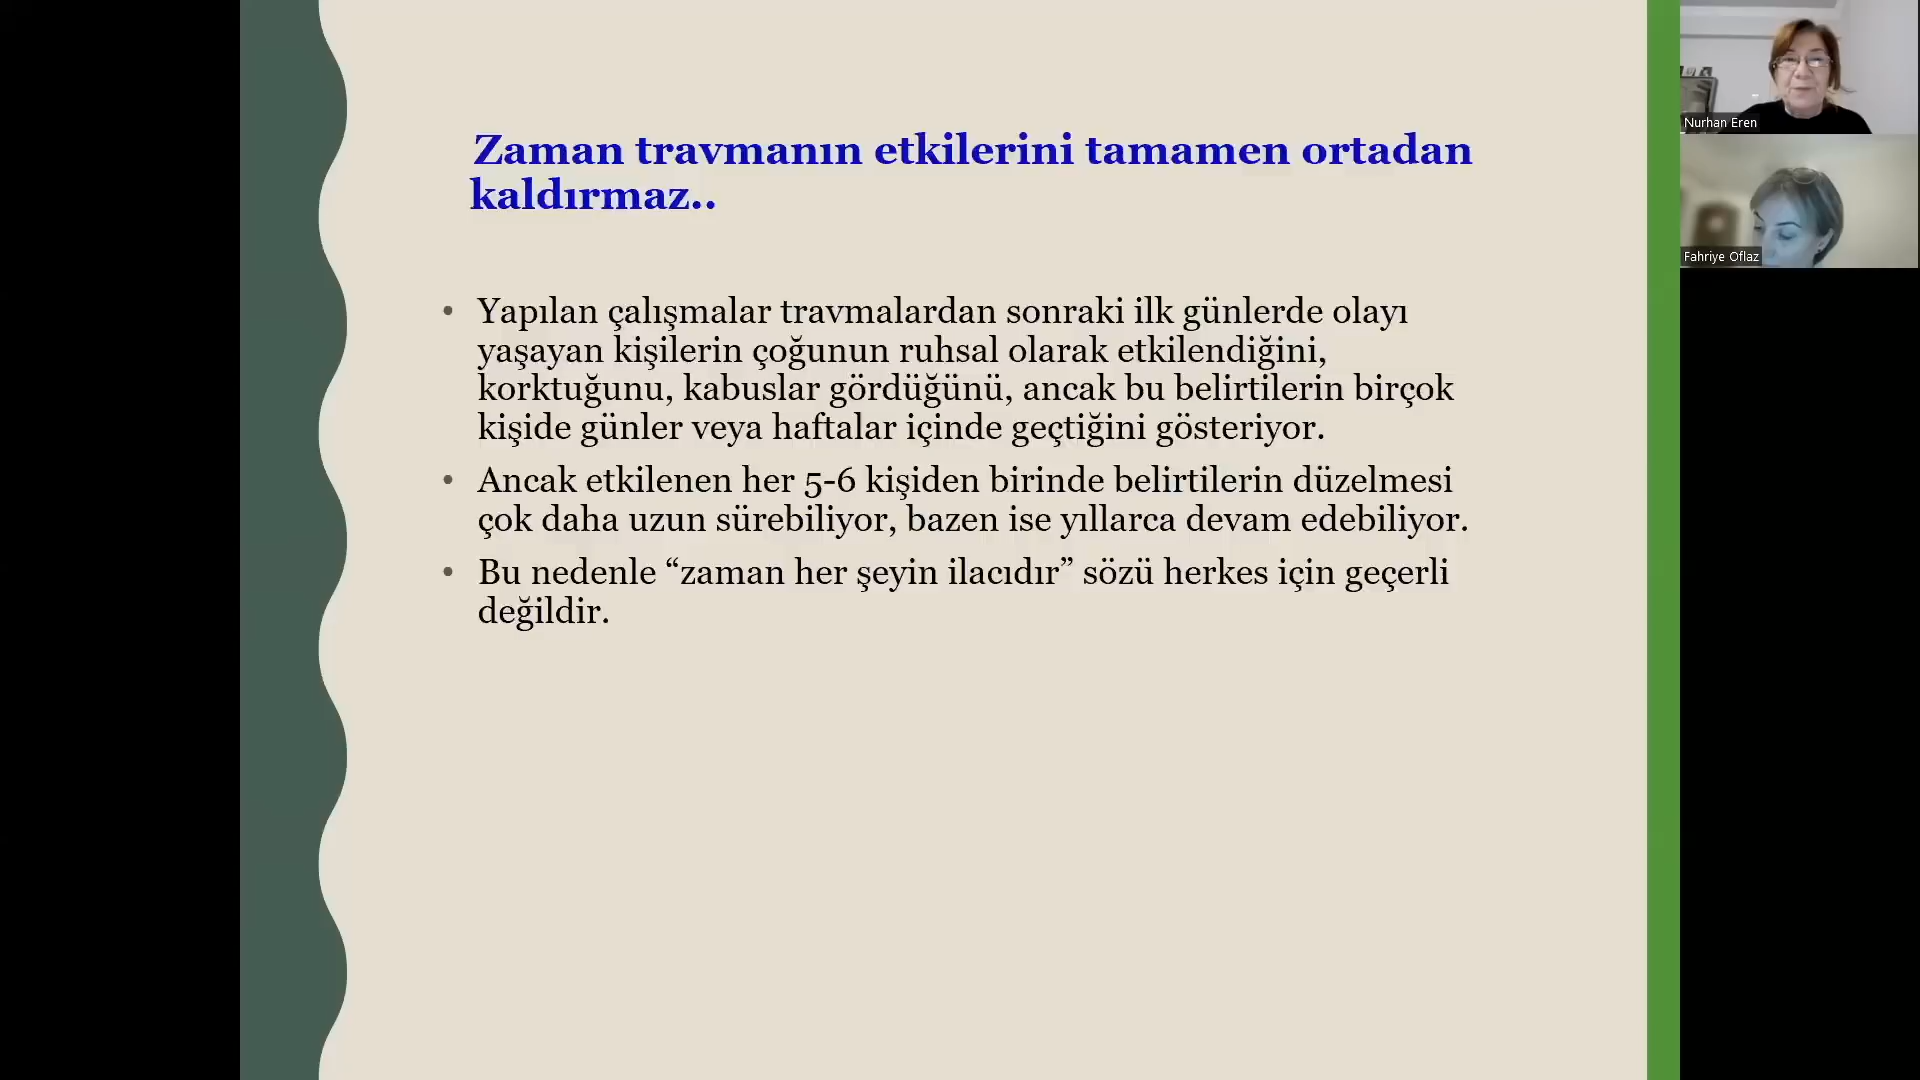 Zaman travmanın etkilerini tamamen ortadan
kaldırmaz..
• Yapılan çalışmalar travmalardan sonraki ilk günlerde olayı
yaşayan kişilerin çoğunun ruhsal olarak etkilendiğini,
korktuğunu, kabuslar gördüğünü, ancak bu belirtilerin birçok
kişide günler veya haftalar içinde geçtiğini gösteriyor.
• Ancak etkilenen her 5-6 kişiden birinde belirtilerin düzelmesi
çok daha uzun sürebiliyor, bazen ise yıllarca devam edebiliyor.
• Bu nedenle “zaman her şeyin ilacıdır” sözü herkes için geçerli
değildir.
Nurhan Eren
Fahriye Oflaz